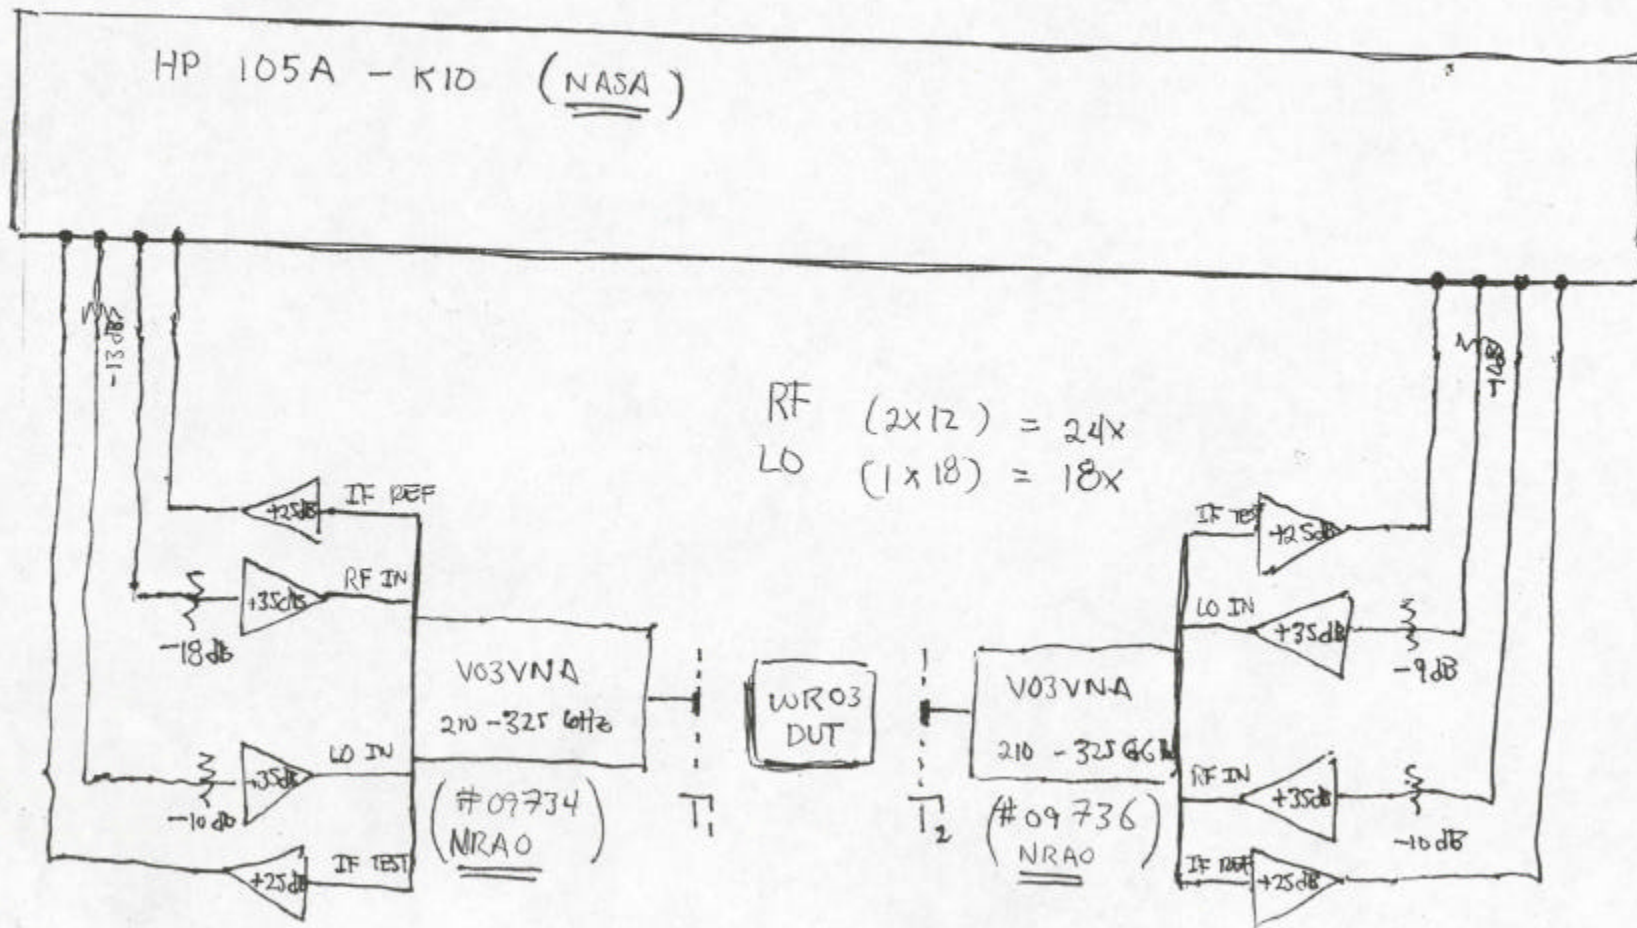 HP 105A - K10 (NASA)
-13dB
RF (2x12) = 24x
LO (1x18) = 18x
IF REF
+25dB
RF IN
+35dB
-18dB
V03VNA
210 - 325 GHz
LO IN
+35dB
-10dB
(#09734)
NRAO
IF TEST
+25dB
T1
WR03
DUT
T2
IF TEST
+25dB
LO IN
+35dB
-9dB
V03VNA
210 - 325
RF IN
+35dB
-10dB
(#09736)
NRAO
IF REF
+25dB